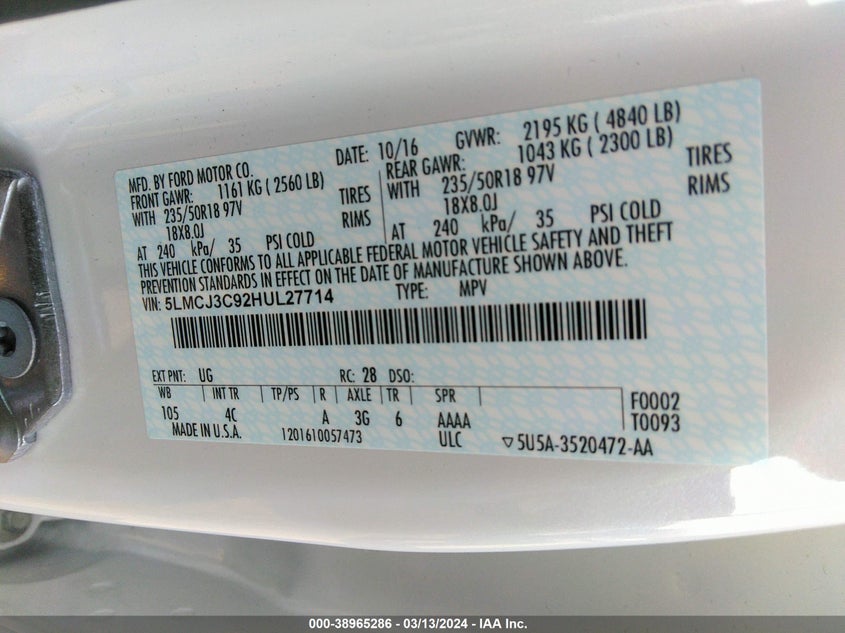 MFD. BY FORD MOTOR CO. DATE: 10/16 GVWR: 2195 KG ( 4840 LB)
FRONT GAWR: 1161 KG ( 2560 LB) REAR GAWR: 1043 KG ( 2300 LB)
WITH 235/50R18 97V TIRES WITH 235/50R18 97V TIRES
18X8.0J RIMS 18X8.0J RIMS
AT 240 kPa/ 35 PSI COLD AT 240 kPa/ 35 PSI COLD
THIS VEHICLE CONFORMS TO ALL APPLICABLE FEDERAL MOTOR VEHICLE SAFETY AND THEFT
PREVENTION STANDARDS IN EFFECT ON THE DATE OF MANUFACTURE SHOWN ABOVE.
VIN: 5LMCJ3C92HUL27714 TYPE: MPV
EXT PNT: UG RC: 28 DSO:
WB INT TR TP/PS R AXLE TR SPR F0002
105 4C A 3G 6 AAAA T0093
MADE IN U.S.A. 1201610057473 ULC ▽5U5A-3520472-AA
000-38965286 - 03/13/2024 - IAA Inc.